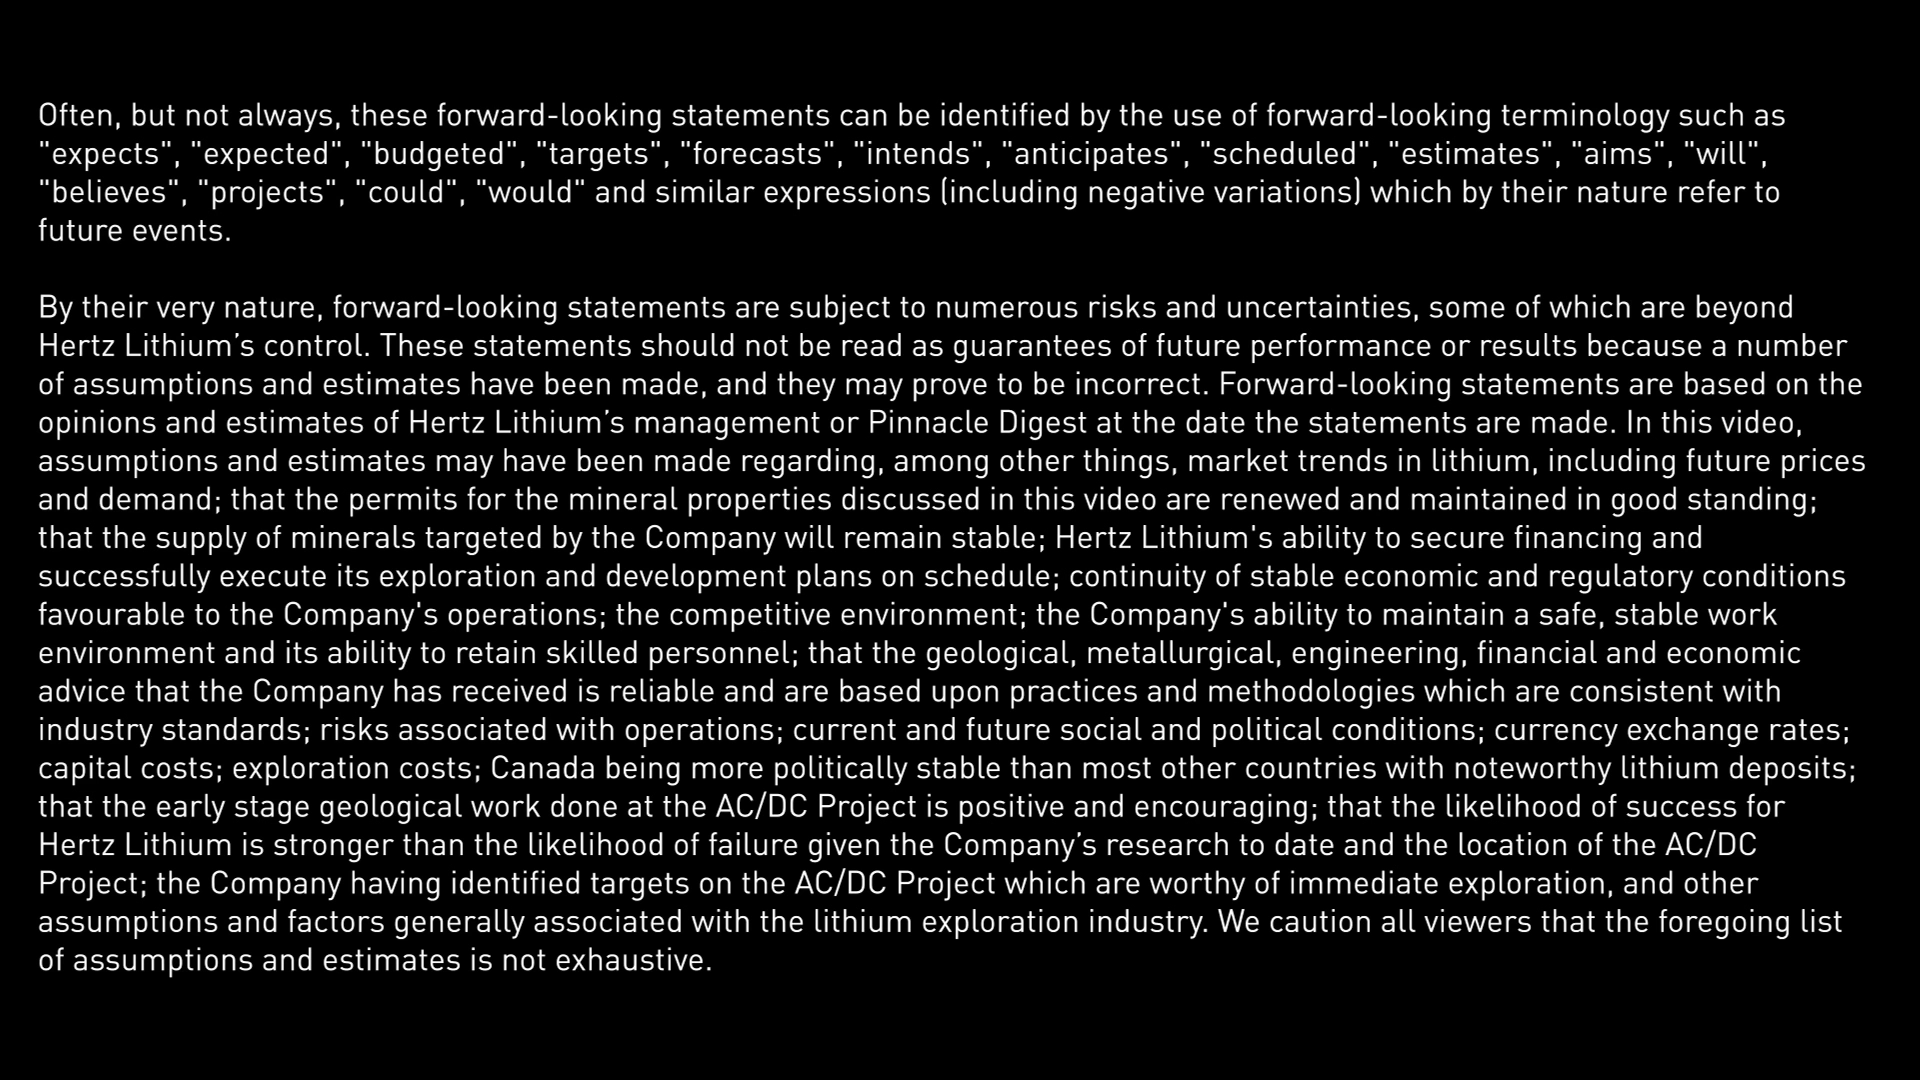 Often, but not always, these forward-looking statements can be identified by the use of forward-looking terminology such as
"expects", "expected", "budgeted", "targets", "forecasts", "intends", "anticipates", "scheduled", "estimates", "aims", "will",
"believes", "projects", "could", "would" and similar expressions (including negative variations) which by their nature refer to
future events.
By their very nature, forward-looking statements are subject to numerous risks and uncertainties, some of which are beyond
Hertz Lithium’s control. These statements should not be read as guarantees of future performance or results because a number
of assumptions and estimates have been made, and they may prove to be incorrect. Forward-looking statements are based on the
opinions and estimates of Hertz Lithium’s management or Pinnacle Digest at the date the statements are made. In this video,
assumptions and estimates may have been made regarding, among other things, market trends in lithium, including future prices
and demand; that the permits for the mineral properties discussed in this video are renewed and maintained in good standing;
that the supply of minerals targeted by the Company will remain stable; Hertz Lithium's ability to secure financing and
successfully execute its exploration and development plans on schedule; continuity of stable economic and regulatory conditions
favourable to the Company's operations; the competitive environment; the Company's ability to maintain a safe, stable work
environment and its ability to retain skilled personnel; that the geological, metallurgical, engineering, financial and economic
advice that the Company has received is reliable and are based upon practices and methodologies which are consistent with
industry standards; risks associated with operations; current and future social and political conditions; currency exchange rates;
capital costs; exploration costs; Canada being more politically stable than most other countries with noteworthy lithium deposits;
that the early stage geological work done at the AC/DC Project is positive and encouraging; that the likelihood of success for
Hertz Lithium is stronger than the likelihood of failure given the Company’s research to date and the location of the AC/DC
Project; the Company having identified targets on the AC/DC Project which are worthy of immediate exploration, and other
assumptions and factors generally associated with the lithium exploration industry. We caution all viewers that the foregoing list
of assumptions and estimates is not exhaustive.